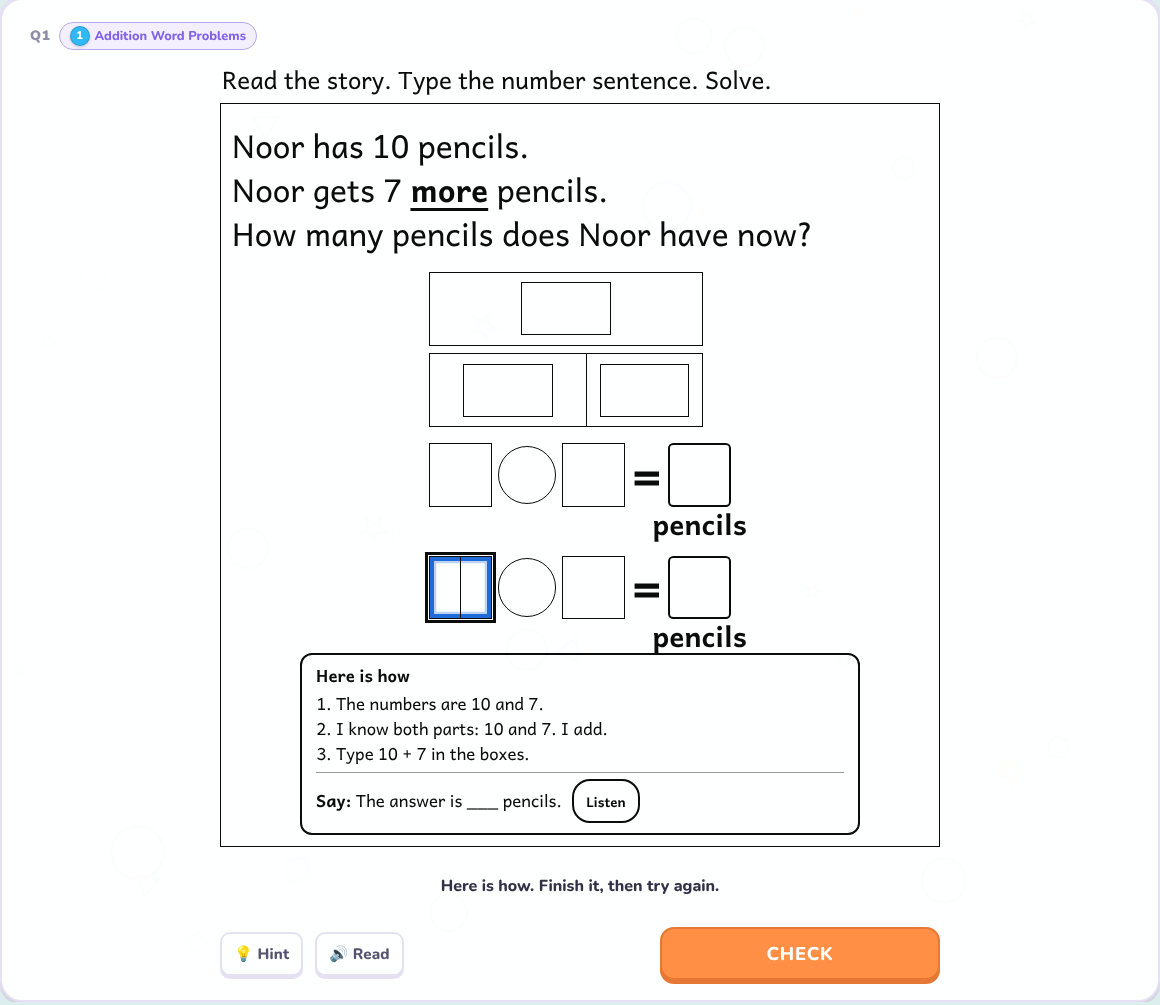 Q1 1 Addition Word Problems
Read the story. Type the number sentence. Solve.
Noor has 10 pencils.
Noor gets 7 more pencils.
How many pencils does Noor have now?
=
pencils
=
pencils
Here is how
1. The numbers are 10 and 7.
2. I know both parts: 10 and 7. I add.
3. Type 10 + 7 in the boxes.
Say: The answer is ___ pencils. Listen
Here is how. Finish it, then try again.
💡 Hint 🔊 Read CHECK